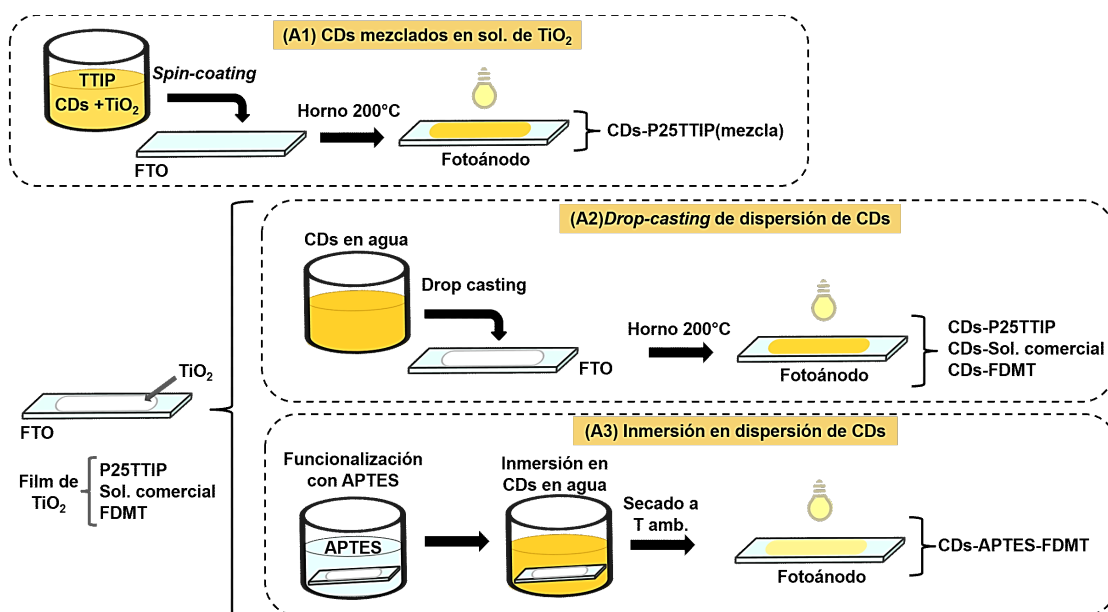 (A1) CDs mezclados en sol. de TiO₂
TTIP
CDs +TiO₂
Spin-coating
FTO
Horno 200°C
Fotoánodo
CDs-P25TTIP(mezcla)
(A2)Drop-casting de dispersión de CDs
CDs en agua
Drop casting
FTO
Horno 200°C
Fotoánodo
CDs-P25TTIP
CDs-Sol. comercial
CDs-FDMT
TiO₂
FTO
Film de
TiO₂
P25TTIP
Sol. comercial
FDMT
(A3) Inmersión en dispersión de CDs
Funcionalización
con APTES
APTES
Inmersión en
CDs en agua
Secado a
T amb.
Fotoánodo
CDs-APTES-FDMT